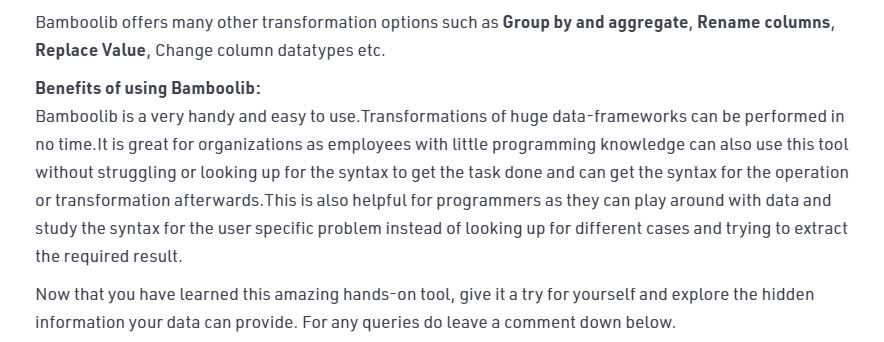 Bamboolib offers many other transformation options such as Group by and aggregate, Rename columns,
Replace Value, Change column datatypes etc.
Benefits of using Bamboolib:
Bamboolib is a very handy and easy to use.Transformations of huge data-frameworks can be performed in
no time.It is great for organizations as employees with little programming knowledge can also use this tool
without struggling or looking up for the syntax to get the task done and can get the syntax for the operation
or transformation afterwards.This is also helpful for programmers as they can play around with data and
study the syntax for the user specific problem instead of looking up for different cases and trying to extract
the required result.
Now that you have learned this amazing hands-on tool, give it a try for yourself and explore the hidden
information your data can provide. For any queries do leave a comment down below.